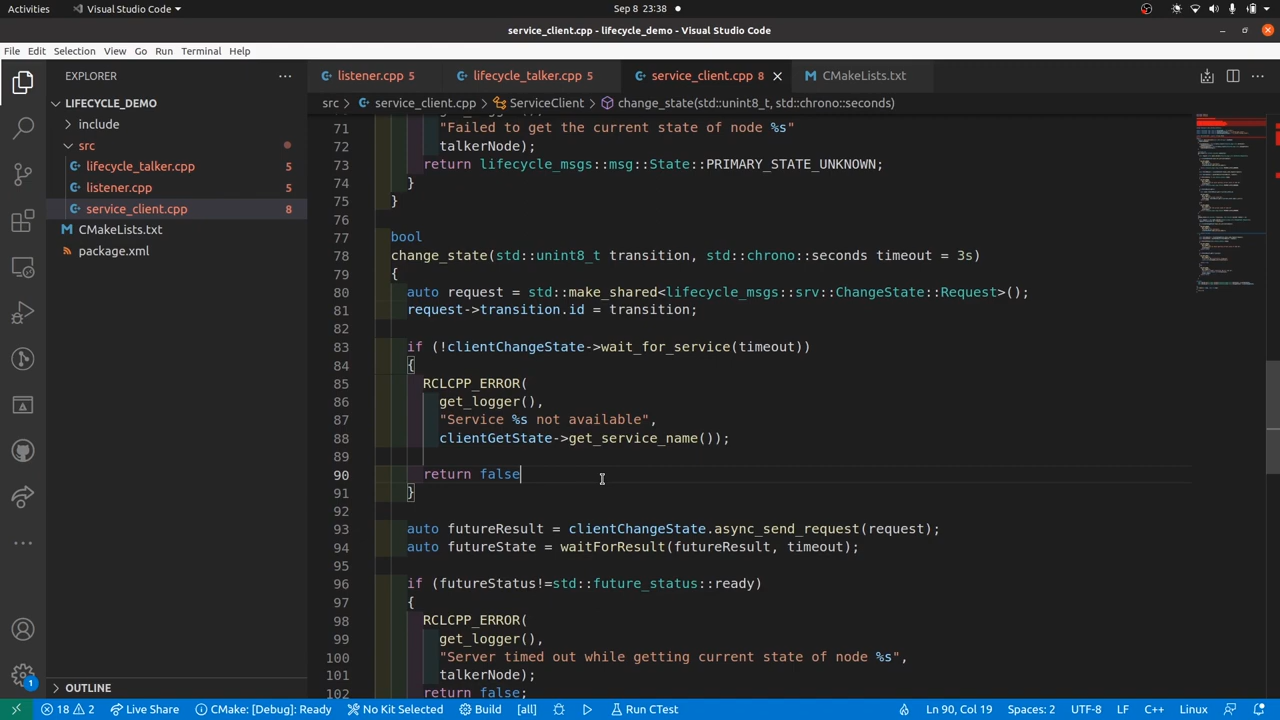 Activities
Visual Studio Code
Sep 8 23:38
service_client.cpp - lifecycle_demo - Visual Studio Code
File Edit Selection View Go Run Terminal Help
EXPLORER
listener.cpp 5
lifecycle_talker.cpp 5
service_client.cpp 8
CMakeLists.txt
LIFECYCLE_DEMO
include
src
lifecycle_talker.cpp 5
listener.cpp 5
service_client.cpp 8
CMakeLists.txt
package.xml
src > service_client.cpp > ServiceClient > change_state(std::unint8_t, std::chrono::seconds)
71 "Failed to get the current state of node %s"
72 talkerNode);
73 return lifecycle_msgs::msg::State::PRIMARY_STATE_UNKNOWN;
74 }
75 }
76
77 bool
78 change_state(std::unint8_t transition, std::chrono::seconds timeout = 3s)
79 {
80 auto request = std::make_shared<lifecycle_msgs::srv::ChangeState::Request>();
81 request->transition.id = transition;
82
83 if (!clientChangeState->wait_for_service(timeout))
84 {
85 RCLCPP_ERROR(
86 get_logger(),
87 "Service %s not available",
88 clientGetState->get_service_name());
89
90 return false
91 }
92
93 auto futureResult = clientChangeState.async_send_request(request);
94 auto futureState = waitForResult(futureResult, timeout);
95
96 if (futureStatus!=std::future_status::ready)
97 {
98 RCLCPP_ERROR(
99 get_logger(),
100 "Server timed out while getting current state of node %s",
101 talkerNode);
102 return false;
OUTLINE
1
18 2 Live Share CMake: [Debug]: Ready No Kit Selected Build [all] Run CTest Ln 90, Col 19 Spaces: 2 UTF-8 LF C++ Linux